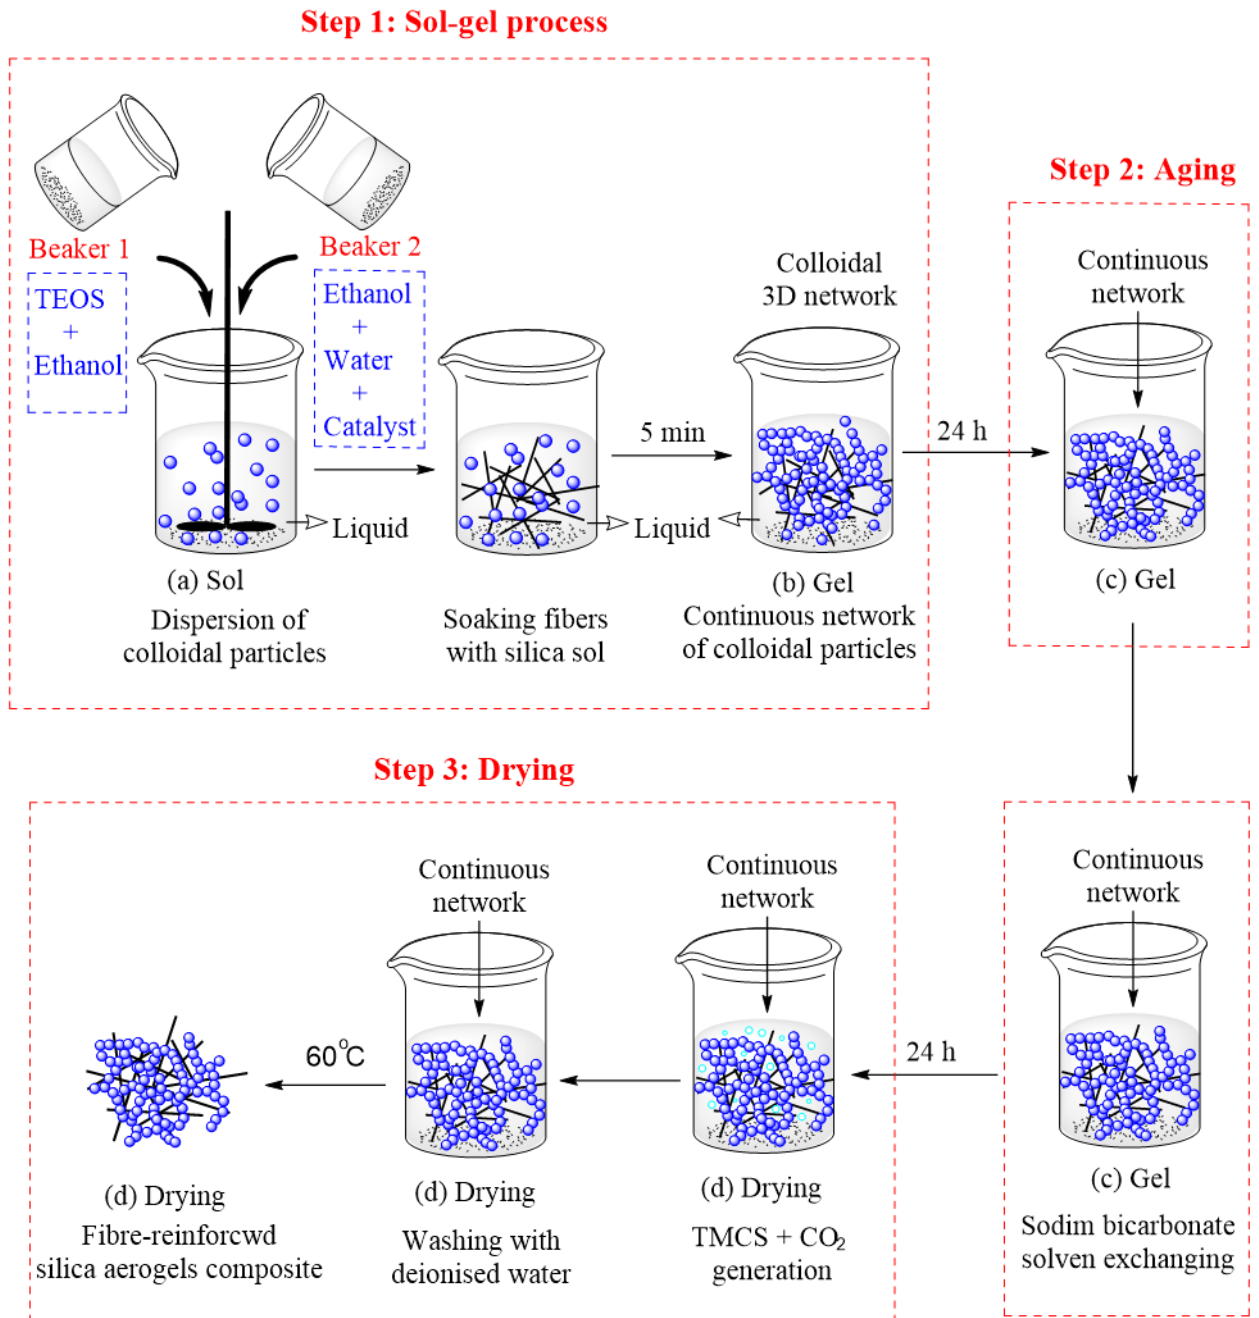 Step 1: Sol-gel process
Beaker 1
TEOS
+
Ethanol
Beaker 2
Ethanol
+
Water
+
Catalyst
Liquid
(a) Sol
Dispersion of
colloidal particles
Soaking fibers
with silica sol
5 min
Liquid
Colloidal
3D network
(b) Gel
Continuous network
of colloidal particles
24 h
Step 2: Aging
Continuous
network
(c) Gel
Continuous
network
(c) Gel
Sodim bicarbonate
solven exchanging
24 h
Step 3: Drying
Continuous
network
(d) Drying
TMCS + CO₂
generation
Continuous
network
(d) Drying
Washing with
deionised water
60°C
(d) Drying
Fibre-reinforcwd
silica aerogels composite